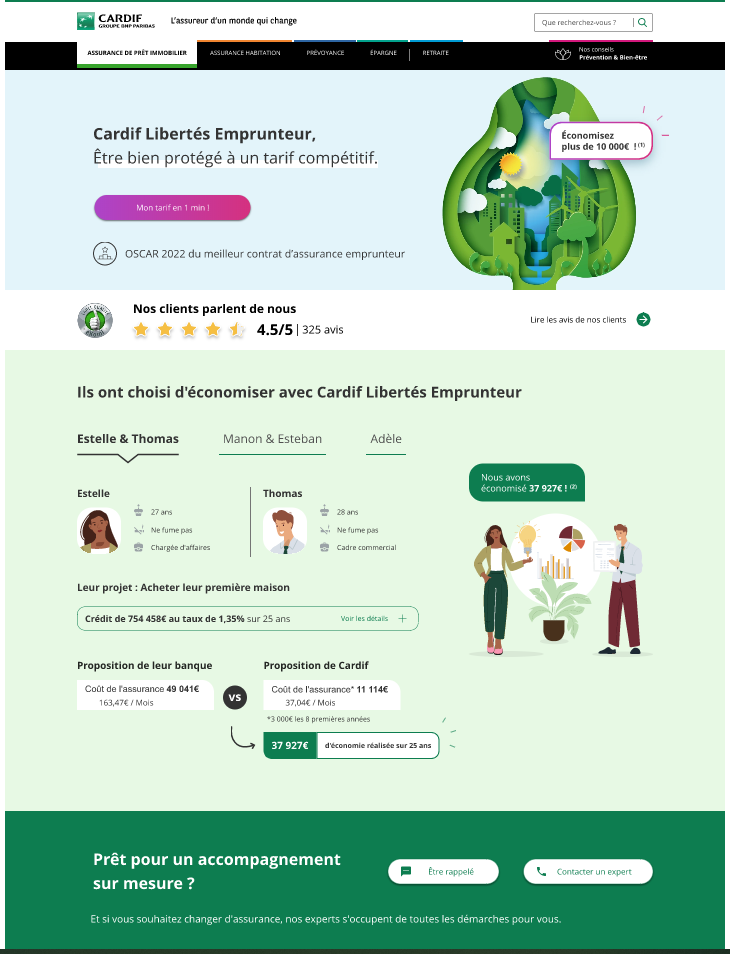 CARDIF
GROUPE BNP PARIBAS
L'assureur d'un monde qui change
Que recherchez-vous ?
ASSURANCE DE PRÊT IMMOBILIER
ASSURANCE HABITATION
PRÉVOYANCE
ÉPARGNE
RETRAITE
Nos conseils
Prévention & Bien-être
Cardif Libertés Emprunteur,
Être bien protégé à un tarif compétitif.
Économisez
plus de 10 000€ ! (1)
Mon tarif en 1 min !
OSCAR 2022 du meilleur contrat d'assurance emprunteur
Nos clients parlent de nous
4.5/5 | 325 avis
Lire les avis de nos clients
Ils ont choisi d'économiser avec Cardif Libertés Emprunteur
Estelle & Thomas
Manon & Esteban
Adèle
Nous avons
économisé 37 927€ ! (2)
Estelle
27 ans
Ne fume pas
Chargée d'affaires
Thomas
28 ans
Ne fume pas
Cadre commercial
Leur projet : Acheter leur première maison
Crédit de 754 458€ au taux de 1,35% sur 25 ans
Voir les détails
Proposition de leur banque
Coût de l'assurance 49 041€
163,47€ / Mois
VS
Proposition de Cardif
Coût de l'assurance* 11 114€
37,04€ / Mois
*3 000€ les 8 premières années
37 927€
d'économie réalisée sur 25 ans
Prêt pour un accompagnement
sur mesure ?
Être rappelé
Contacter un expert
Et si vous souhaitez changer d'assurance, nos experts s'occupent de toutes les démarches pour vous.